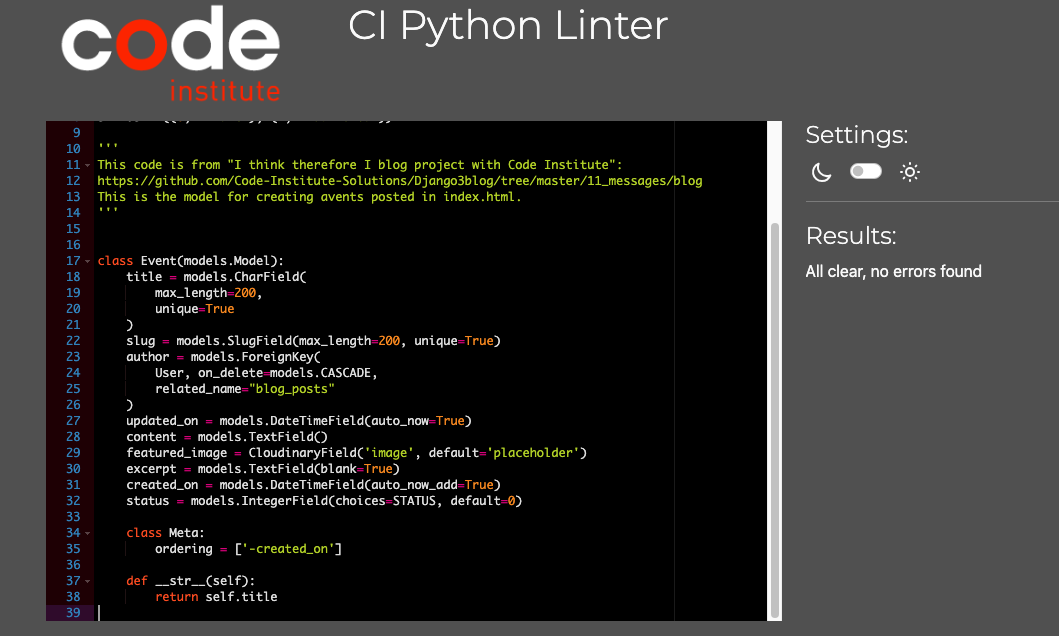 code
institute
CI Python Linter
9
10 '''
11 This code is from "I think therefore I blog project with Code Institute":
12 https://github.com/Code-Institute-Solutions/Django3blog/tree/master/11_messages/blog
13 This is the model for creating avents posted in index.html.
14 '''
15
16
17 class Event(models.Model):
18     title = models.CharField(
19         max_length=200,
20         unique=True
21     )
22     slug = models.SlugField(max_length=200, unique=True)
23     author = models.ForeignKey(
24         User, on_delete=models.CASCADE,
25         related_name="blog_posts"
26     )
27     updated_on = models.DateTimeField(auto_now=True)
28     content = models.TextField()
29     featured_image = CloudinaryField('image', default='placeholder')
30     excerpt = models.TextField(blank=True)
31     created_on = models.DateTimeField(auto_now_add=True)
32     status = models.IntegerField(choices=STATUS, default=0)
33
34     class Meta:
35         ordering = ['-created_on']
36
37     def __str__(self):
38         return self.title
39
Settings:
Results:
All clear, no errors found